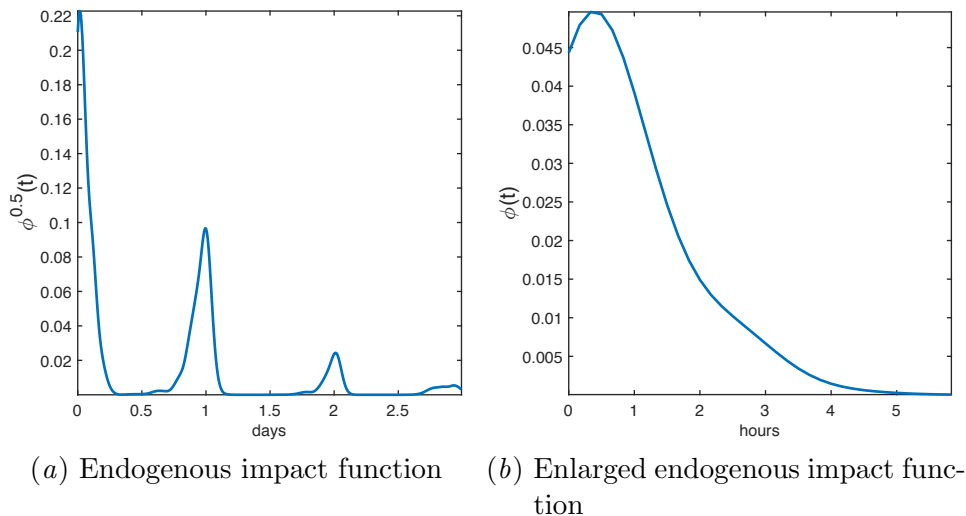 0.22
0.2
0.18
0.16
0.14
0.12
0.1
0.08
0.06
0.04
0.02
ϕ^0.5(t)
0 0.5 1 1.5 2 2.5
days
(a) Endogenous impact function
0.045
0.04
0.035
0.03
0.025
0.02
0.015
0.01
0.005
ϕ(t)
0 1 2 3 4 5
hours
(b) Enlarged endogenous impact func-
tion